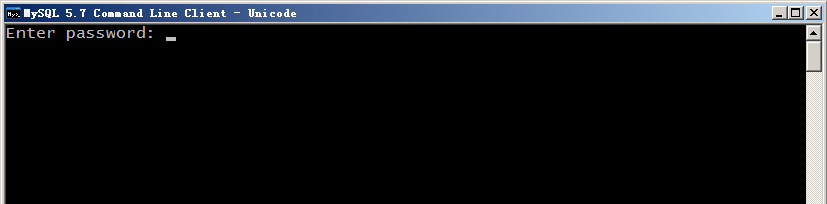 MySQL 5.7 Command Line Client - Unicode
Enter password: